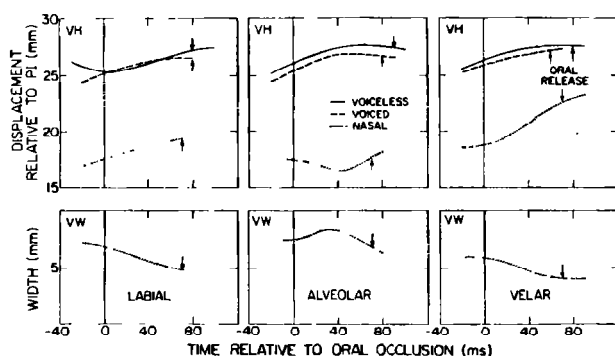 VH
VH
VH
DISPLACEMENT
RELATIVE TO PI (mm)
30
25
20
15
VOICELESS
VOICED
NASAL
ORAL
RELEASE
VW
VW
VW
WIDTH (mm)
5
0
LABIAL
ALVEOLAR
VELAR
-40 0 40 80 -40 0 40 80 -40 0 40 80
TIME RELATIVE TO ORAL OCCLUSION (ms)